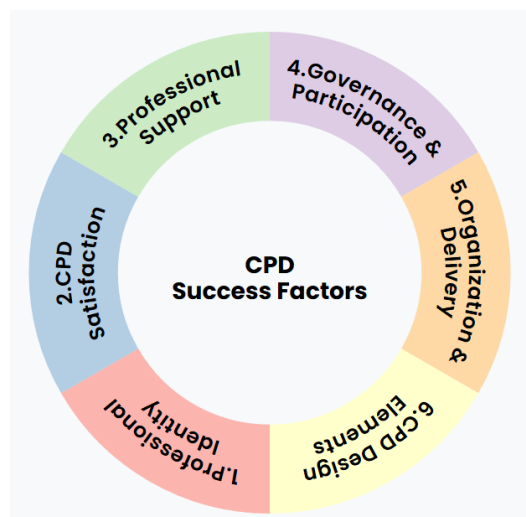 CPD
Success Factors
1.Professional
Identity
2.CPD
Satisfaction
3.Professional
Support
4.Governance &
Participation
5.Organization &
Delivery
6.CPD Design
Elements